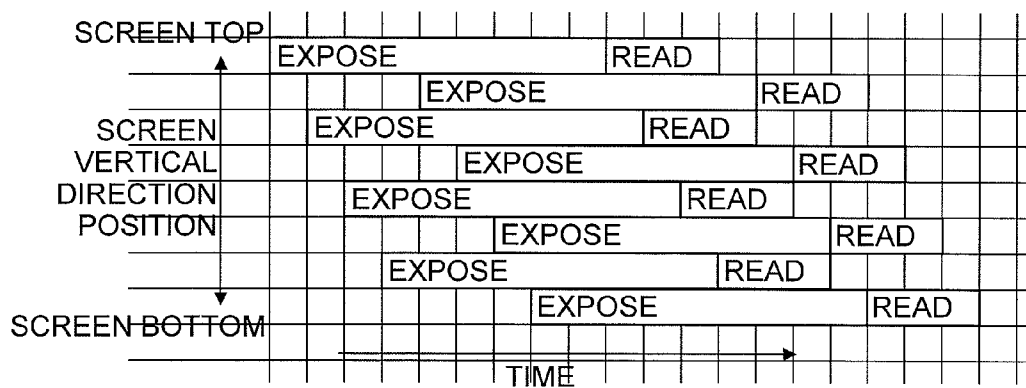 SCREEN TOP
EXPOSE READ
EXPOSE READ
SCREEN EXPOSE READ
VERTICAL EXPOSE READ
DIRECTION EXPOSE READ
POSITION EXPOSE READ
EXPOSE READ
EXPOSE READ
SCREEN BOTTOM
TIME